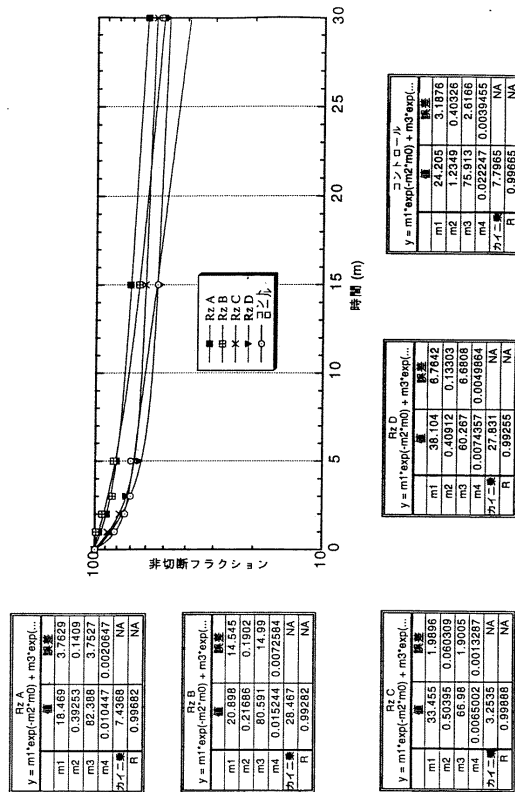 100
10
非切断フラクション
0
5
10
15
20
25
30
時間 (m)
Rz A
Rz B
Rz C
Rz D
コント
ロール
Rz A
y = m1*exp(-m2*m0) + m3*exp(...
値 誤差
m1 18.469 3.7629
m2 0.39253 0.1409
m3 82.388 3.7527
m4 0.010447 0.0020647
カイ二乗 7.4368 NA
R 0.99682 NA
Rz B
y = m1*exp(-m2*m0) + m3*exp(...
値 誤差
m1 20.898 14.545
m2 0.21686 0.1902
m3 80.591 14.99
m4 0.015244 0.0072584
カイ二乗 28.467 NA
R 0.99282 NA
Rz C
y = m1*exp(-m2*m0) + m3*exp(...
値 誤差
m1 33.455 1.9896
m2 0.50395 0.060309
m3 66.98 1.9005
m4 0.0065002 0.0013287
カイ二乗 3.2535 NA
R 0.99898 NA
Rz D
y = m1*exp(-m2*m0) + m3*exp(...
値 誤差
m1 38.104 6.7642
m2 0.40912 0.13303
m3 60.267 6.6808
m4 0.0074357 0.0049864
カイ二乗 27.831 NA
R 0.99255 NA
コントロール
y = m1*exp(-m2*m0) + m3*exp(...
値 誤差
m1 24.205 3.1876
m2 1.2349 0.40326
m3 75.913 2.6166
m4 0.022247 0.0039455
カイ二乗 7.7965 NA
R 0.99665 NA